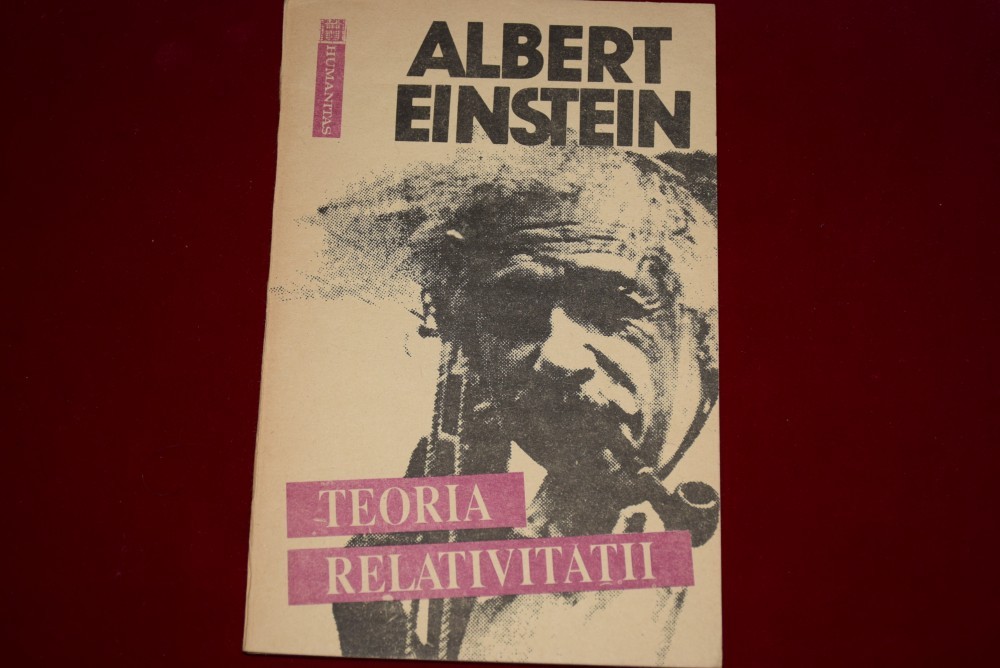 HUMANITAS
ALBERT
EINSTEIN
TEORIA
RELATIVITATII